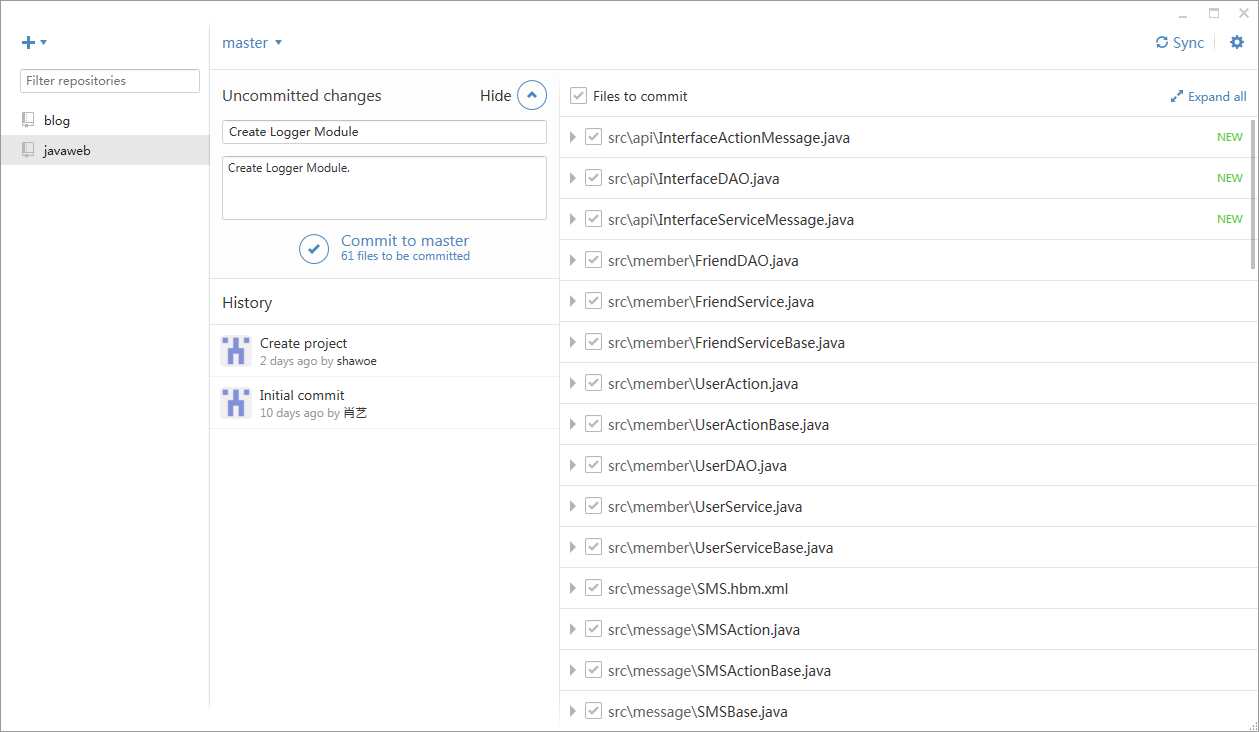 master
Sync
Filter repositories
blog
javaweb
Uncommitted changes
Hide
Create Logger Module
Create Logger Module.
Commit to master
61 files to be committed
History
Create project
2 days ago by shawoe
Initial commit
10 days ago by 肖艺
Files to commit
Expand all
src\api\InterfaceActionMessage.java NEW
src\api\InterfaceDAO.java NEW
src\api\InterfaceServiceMessage.java NEW
src\member\FriendDAO.java
src\member\FriendService.java
src\member\FriendServiceBase.java
src\member\UserAction.java
src\member\UserActionBase.java
src\member\UserDAO.java
src\member\UserService.java
src\member\UserServiceBase.java
src\message\SMS.hbm.xml
src\message\SMSAction.java
src\message\SMSActionBase.java
src\message\SMSBase.java